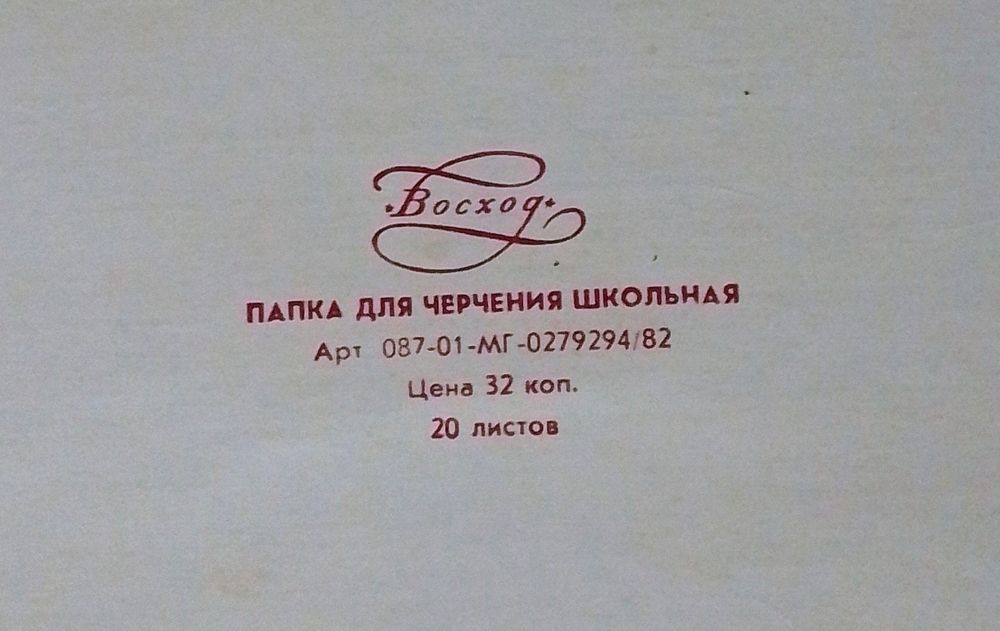 Восход
ПАПКА ДЛЯ ЧЕРЧЕНИЯ ШКОЛЬНАЯ
Арт 087-01-МГ-0279294/82
Цена 32 коп.
20 листов